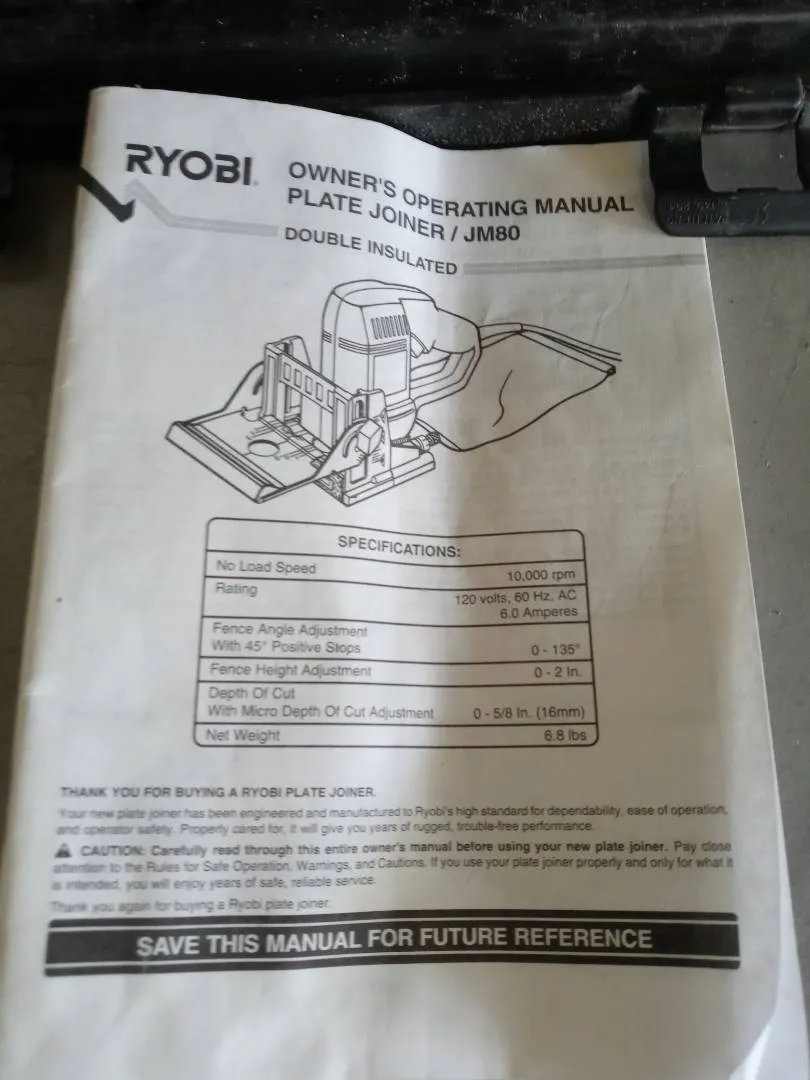 RYOBI®
OWNER'S OPERATING MANUAL
PLATE JOINER / JM80
DOUBLE INSULATED
SPECIFICATIONS:
No Load Speed 10,000 rpm
Rating 120 volts, 60 Hz, AC
6.0 Amperes
Fence Angle Adjustment
With 45° Positive Stops 0 - 135°
Fence Height Adjustment 0 - 2 In.
Depth Of Cut
With Micro Depth Of Cut Adjustment 0 - 5/8 In. (16mm)
Net Weight 6.8 lbs
THANK YOU FOR BUYING A RYOBI PLATE JOINER.
Your new plate joiner has been engineered and manufactured to Ryobi's high standard for dependability, ease of operation,
and operator safety. Properly cared for, it will give you years of rugged, trouble-free performance.
CAUTION: Carefully read through this entire owner's manual before using your new plate joiner. Pay close
attention to the Rules for Safe Operation, Warnings, and Cautions. If you use your plate joiner properly and only for what it
is intended, you will enjoy years of safe, reliable service.
Thank you again for buying a Ryobi plate joiner.
SAVE THIS MANUAL FOR FUTURE REFERENCE